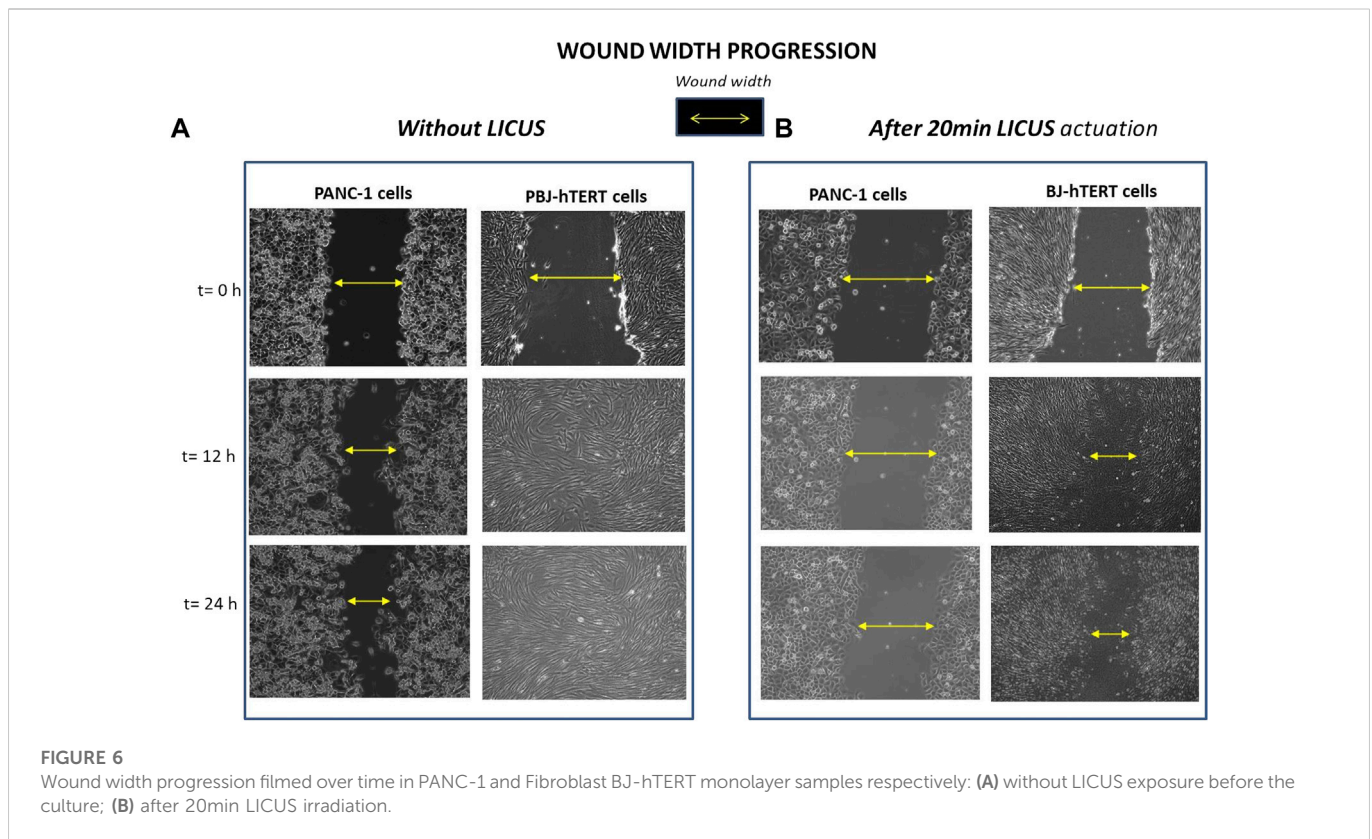 WOUND WIDTH PROGRESSION
Wound width
A
Without LICUS
B
After 20min LICUS actuation
PANC-1 cells
PBJ-hTERT cells
PANC-1 cells
BJ-hTERT cells
t= 0 h
t= 12 h
t= 24 h
FIGURE 6
Wound width progression filmed over time in PANC-1 and Fibroblast BJ-hTERT monolayer samples respectively: (A) without LICUS exposure before the
culture; (B) after 20min LICUS irradiation.